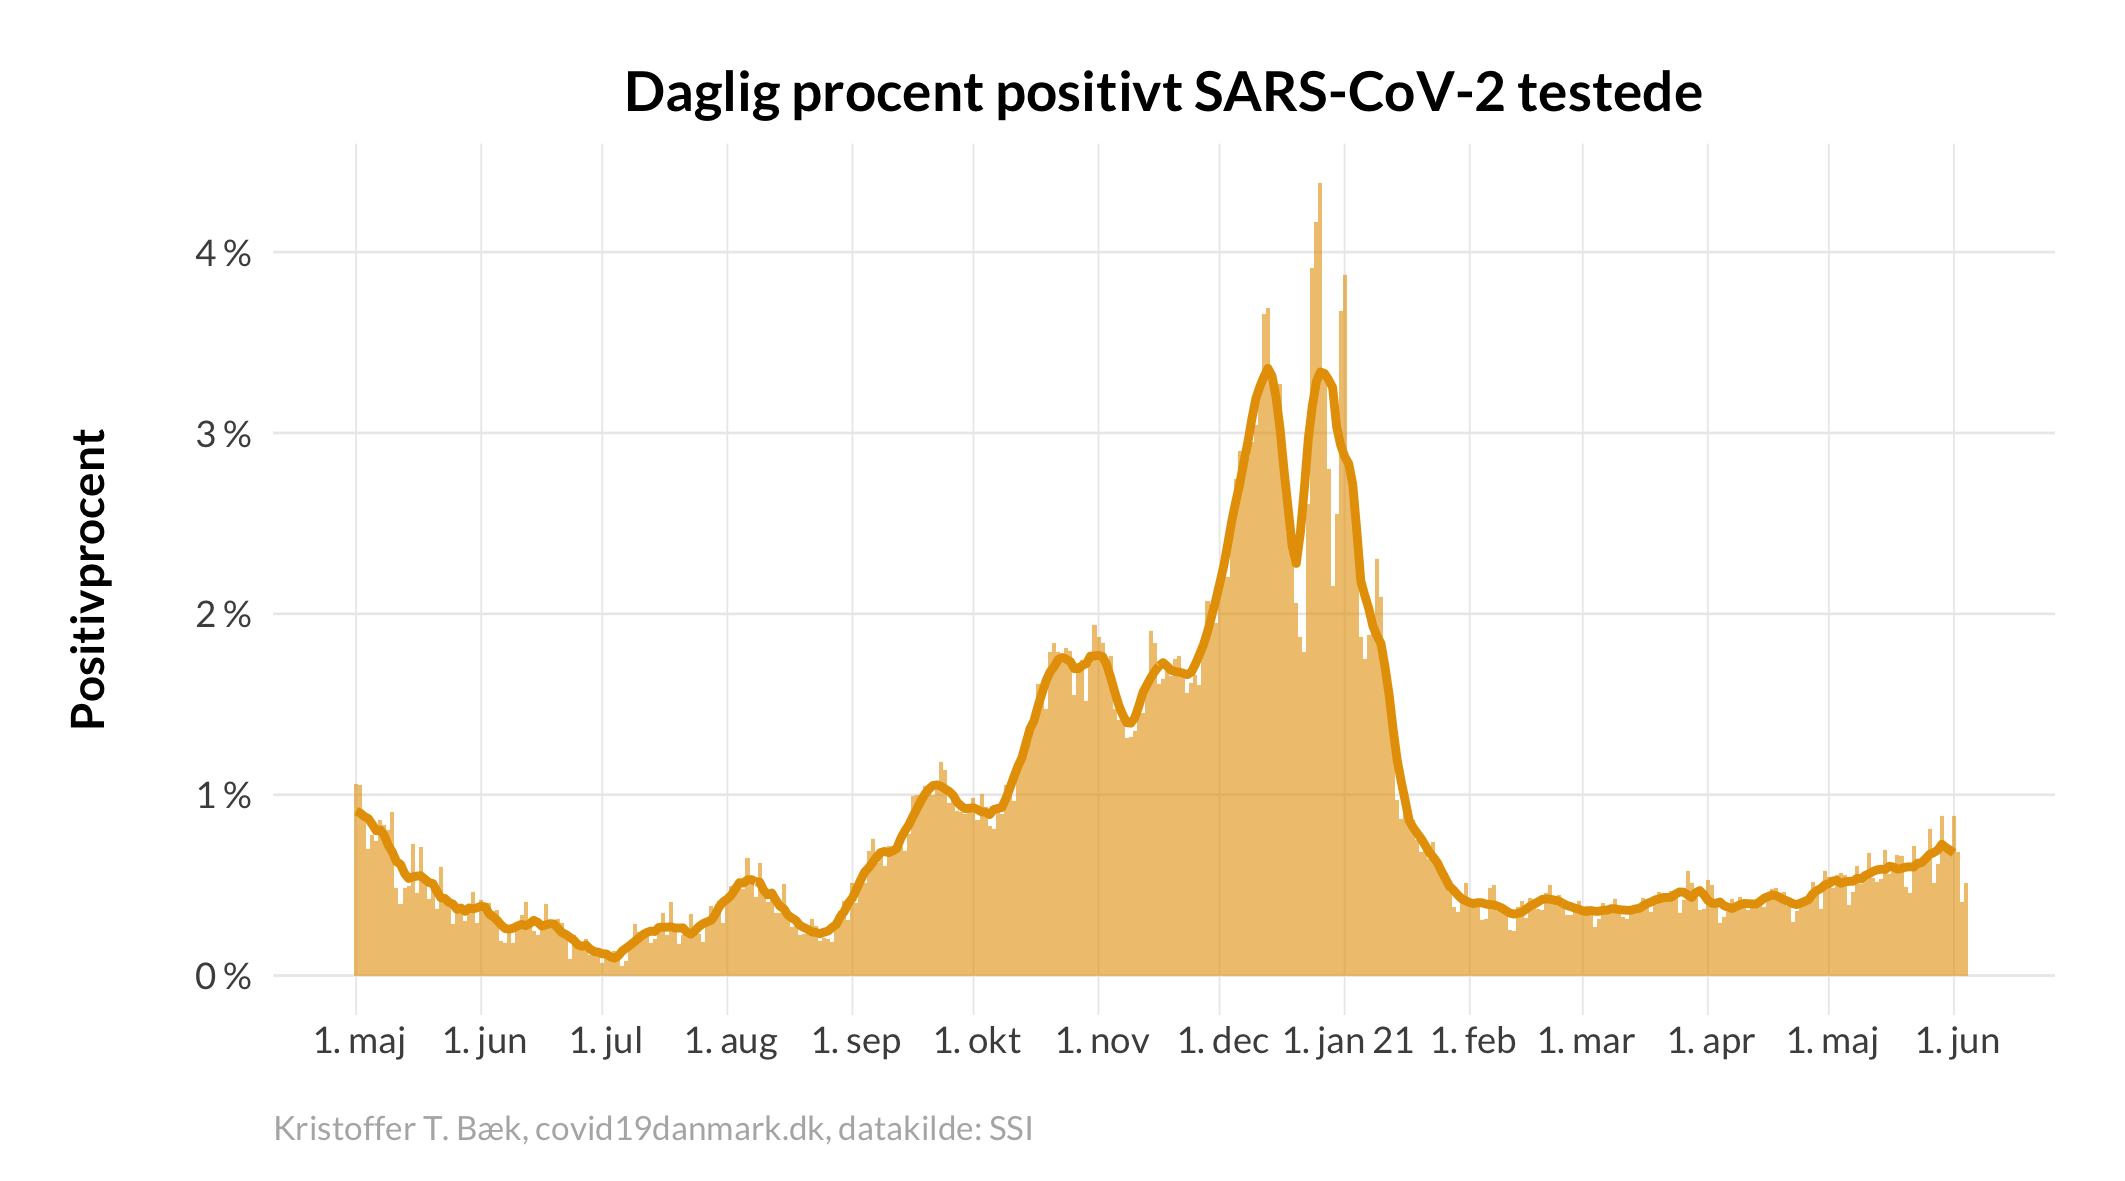 Daglig procent positivt SARS-CoV-2 testede
Positivprocent
4 %
3 %
2 %
1 %
0 %
1. maj 1. jun 1. jul 1. aug 1. sep 1. okt 1. nov 1. dec 1. jan 21 1. feb 1. mar 1. apr 1. maj 1. jun
Kristoffer T. Bæk, covid19danmark.dk, datakilde: SSI